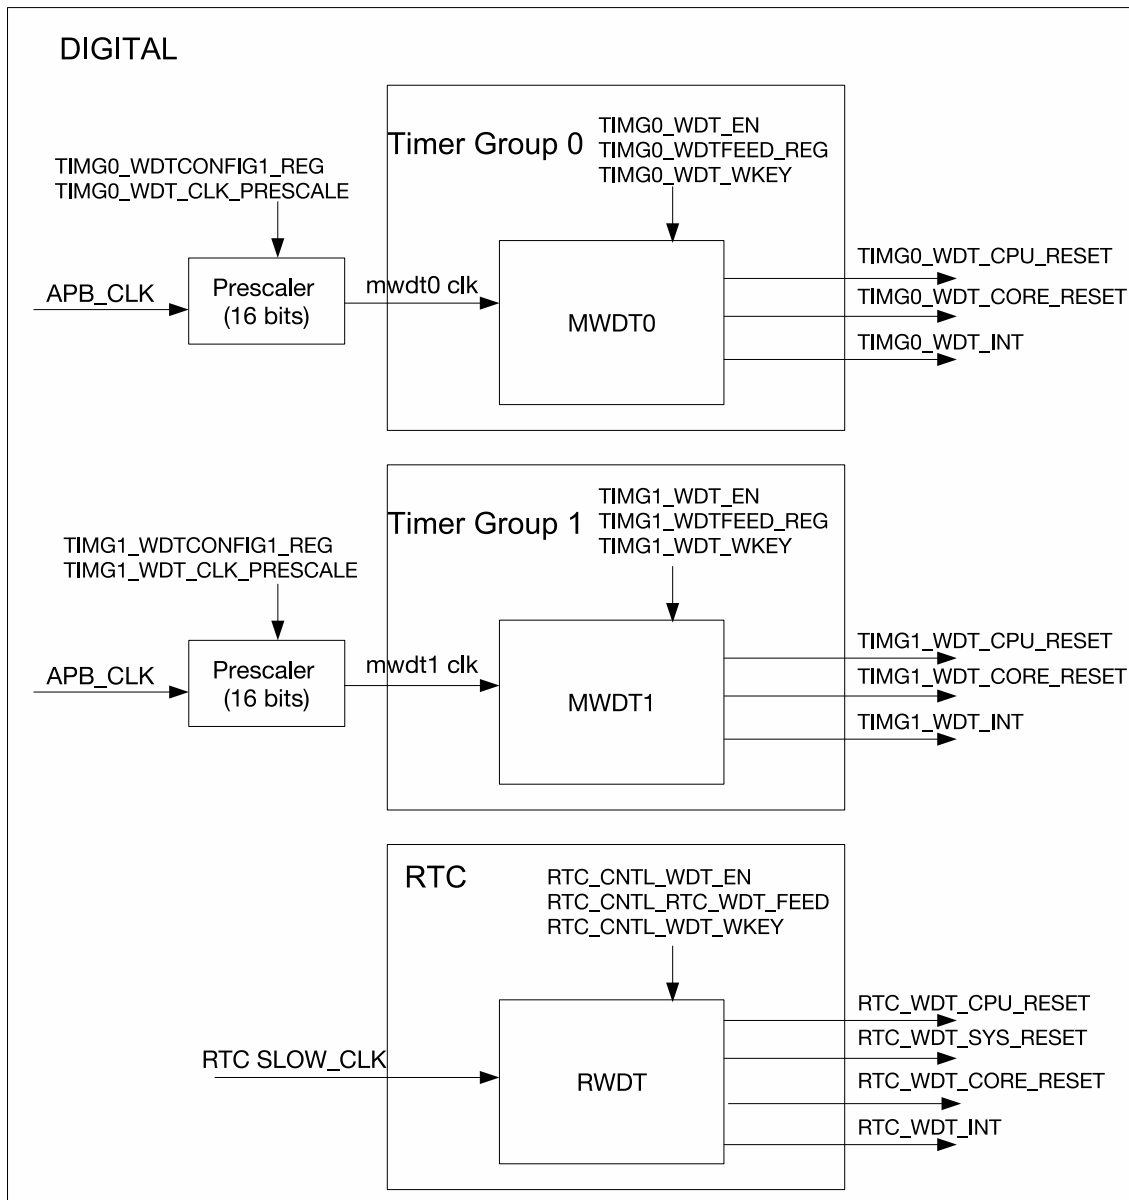 DIGITAL
Timer Group 0
TIMG0_WDT_EN
TIMG0_WDTFEED_REG
TIMG0_WDT_WKEY
TIMG0_WDTCONFIG1_REG
TIMG0_WDT_CLK_PRESCALE
APB_CLK
Prescaler
(16 bits)
mwdt0 clk
MWDT0
TIMG0_WDT_CPU_RESET
TIMG0_WDT_CORE_RESET
TIMG0_WDT_INT
Timer Group 1
TIMG1_WDT_EN
TIMG1_WDTFEED_REG
TIMG1_WDT_WKEY
TIMG1_WDTCONFIG1_REG
TIMG1_WDT_CLK_PRESCALE
APB_CLK
Prescaler
(16 bits)
mwdt1 clk
MWDT1
TIMG1_WDT_CPU_RESET
TIMG1_WDT_CORE_RESET
TIMG1_WDT_INT
RTC
RTC_CNTL_WDT_EN
RTC_CNTL_RTC_WDT_FEED
RTC_CNTL_WDT_WKEY
RTC SLOW_CLK
RWDT
RTC_WDT_CPU_RESET
RTC_WDT_SYS_RESET
RTC_WDT_CORE_RESET
RTC_WDT_INT